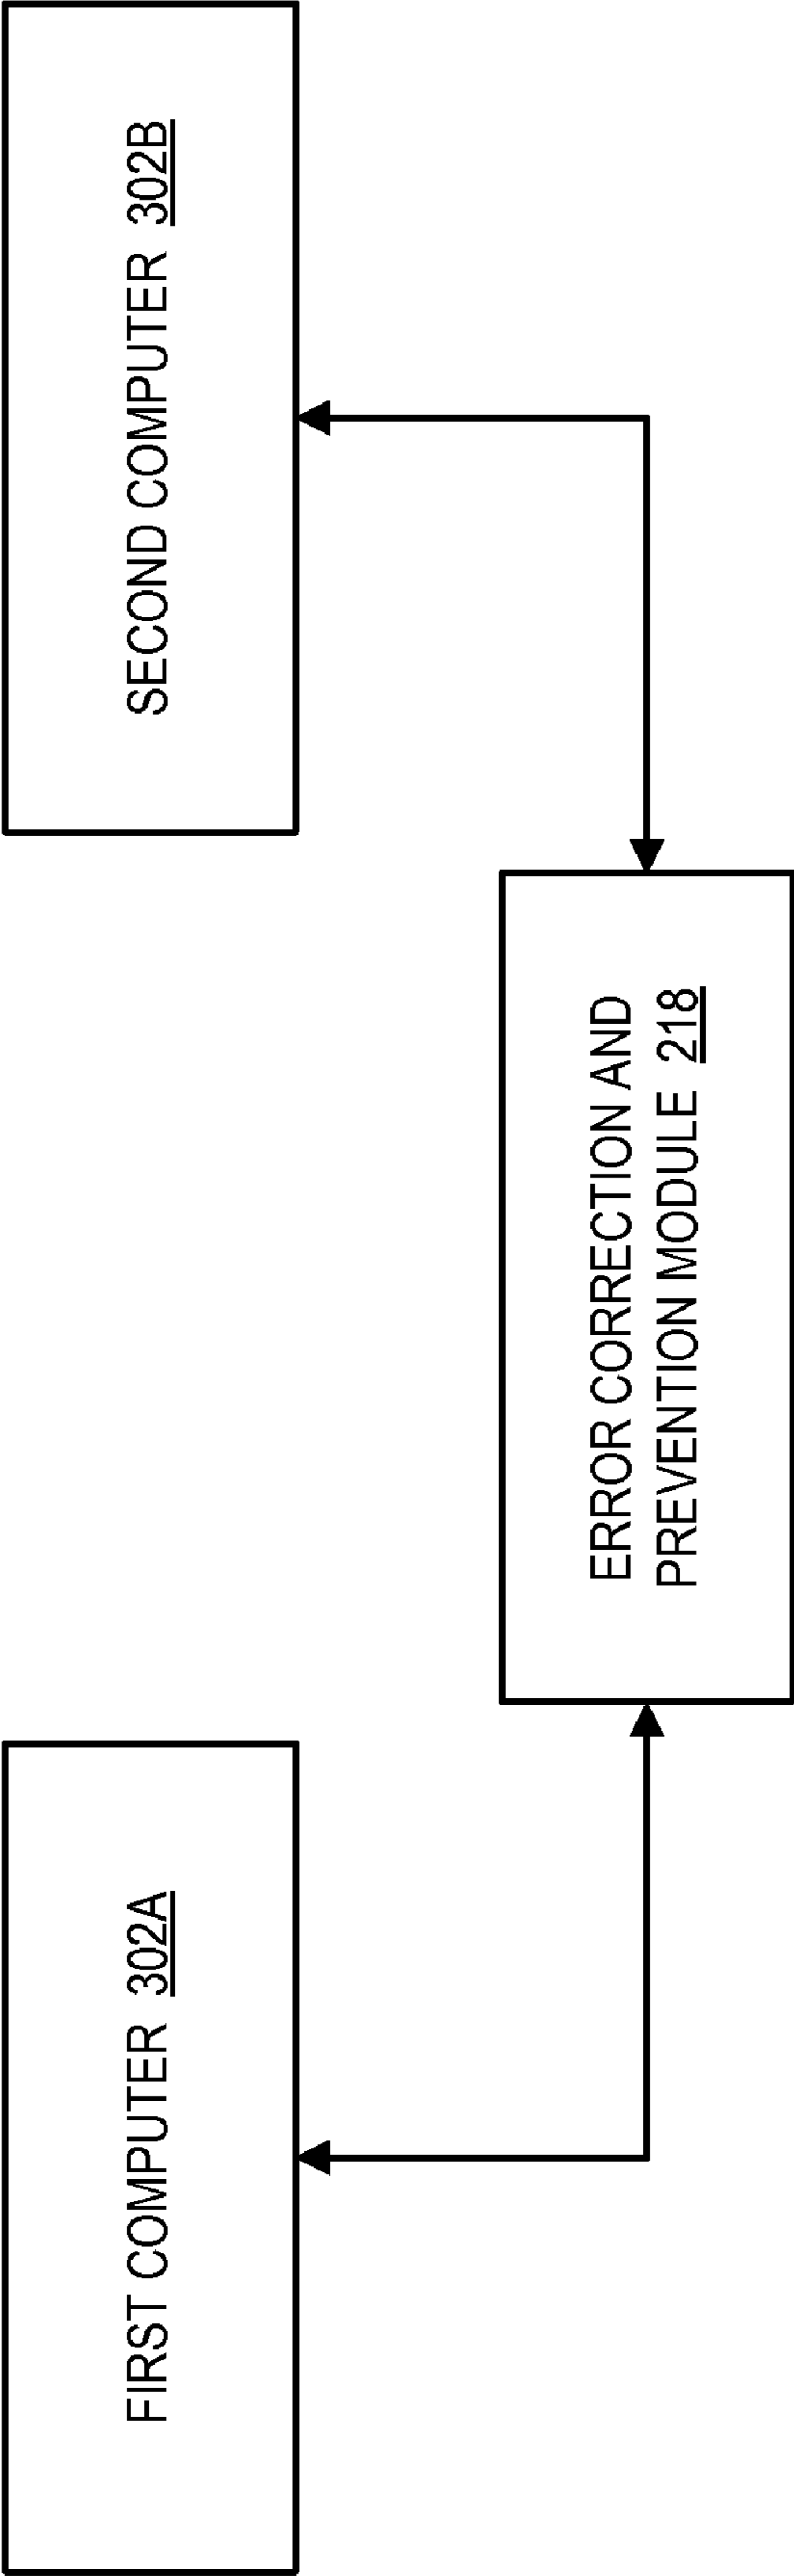 FIRST COMPUTER 302A
SECOND COMPUTER 302B
ERROR CORRECTION AND
PREVENTION MODULE 218